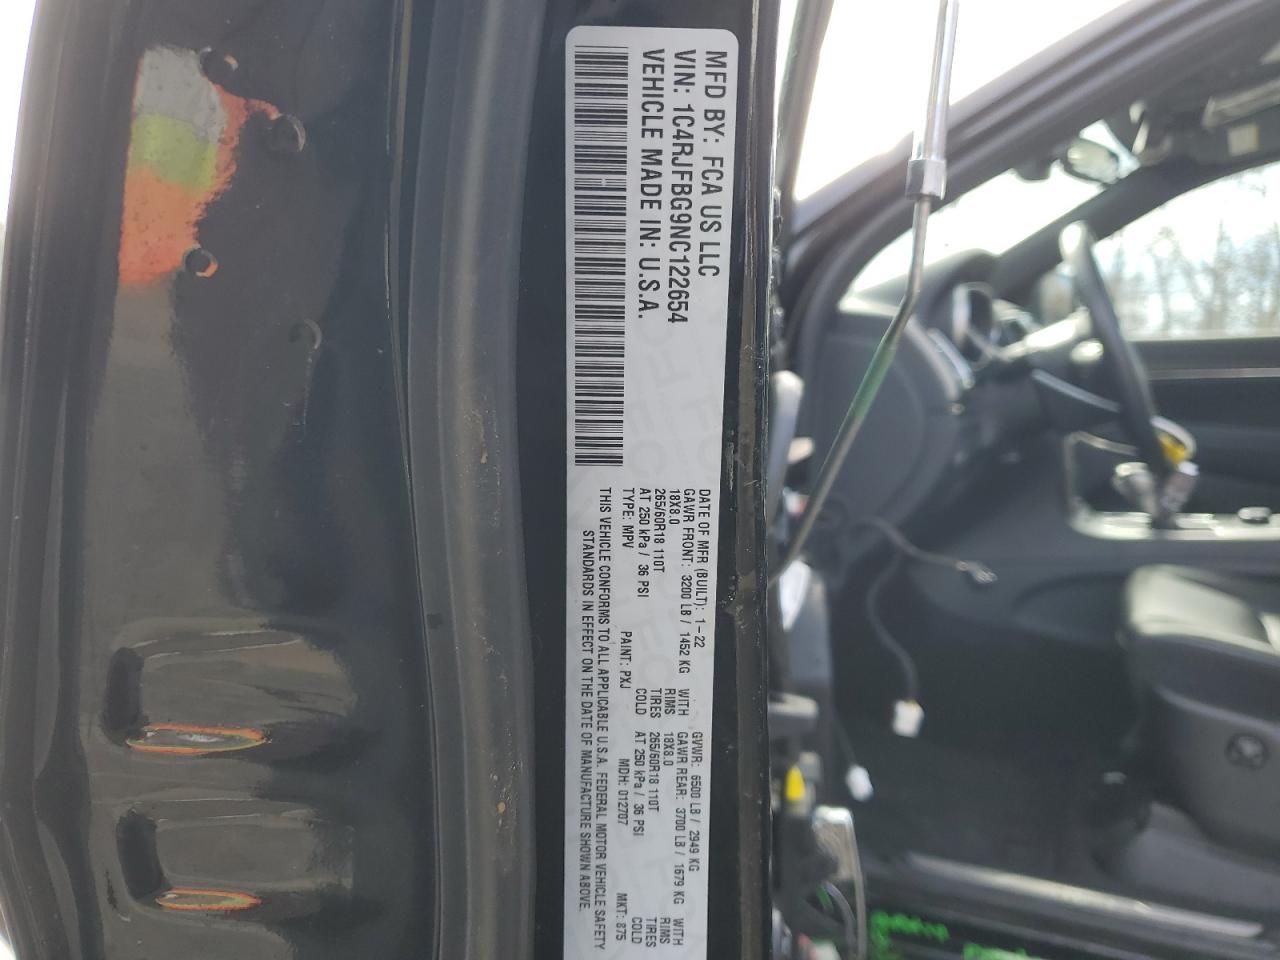 MFD BY: FCA US LLC
VIN: 1C4RJFBG9NC122654
VEHICLE MADE IN: U.S.A.
DATE OF MFR (BUILT): 1-22 GVWR: 6500 LB / 2949 KG
GAWR FRONT: 3200 LB / 1452 KG WITH GAWR REAR: 3700 LB / 1679 KG WITH
18X8.0 RIMS 18X8.0 RIMS
265/60R18 110T TIRES 265/60R18 110T TIRES
AT 250 kPa / 36 PSI COLD AT 250 kPa / 36 PSI COLD
TYPE: MPV PAINT: PXJ MDH: 012707 MKT: 875
THIS VEHICLE CONFORMS TO ALL APPLICABLE U.S.A. FEDERAL MOTOR VEHICLE SAFETY
STANDARDS IN EFFECT ON THE DATE OF MANUFACTURE SHOWN ABOVE.